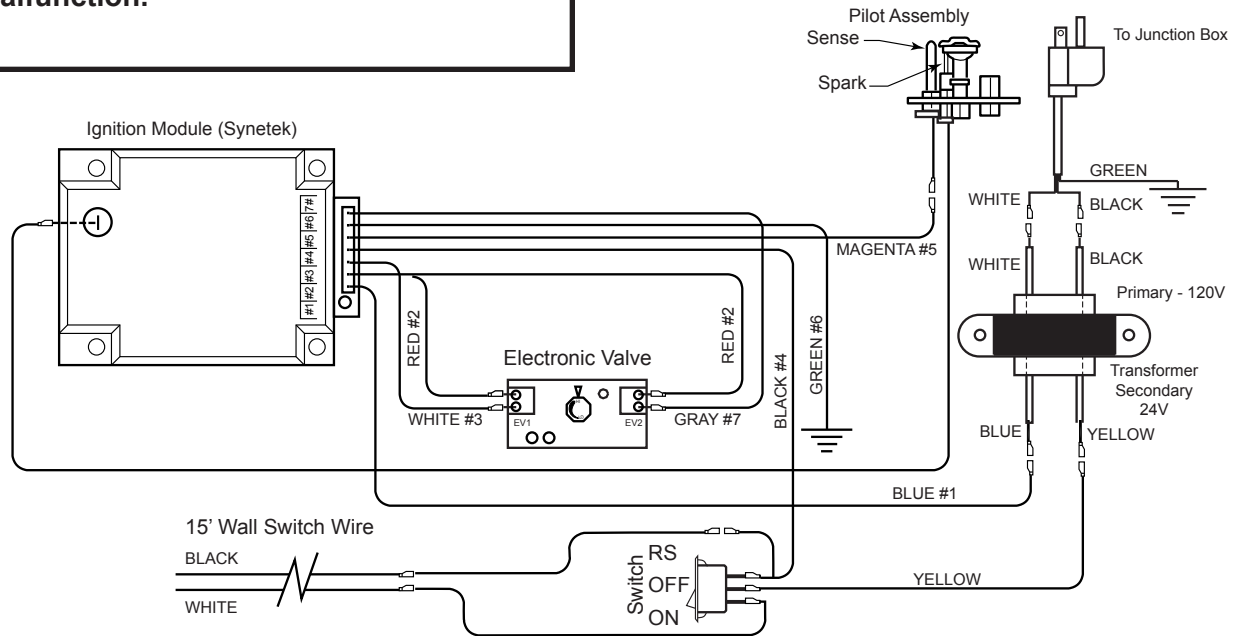 Pilot Assembly
Sense
Spark
To Junction Box
Ignition Module (Synetek)
GREEN
WHITE
BLACK
#1 #2 #3 #4 #5 #6 7#
MAGENTA #5
WHITE
BLACK
Primary - 120V
RED #2
Electronic Valve
RED #2
BLACK #4
GREEN #6
Transformer
Secondary
24V
WHITE #3
EV1
EV2
GRAY #7
BLUE
YELLOW
BLUE #1
15' Wall Switch Wire
BLACK
WHITE
Switch
RS
OFF
ON
YELLOW